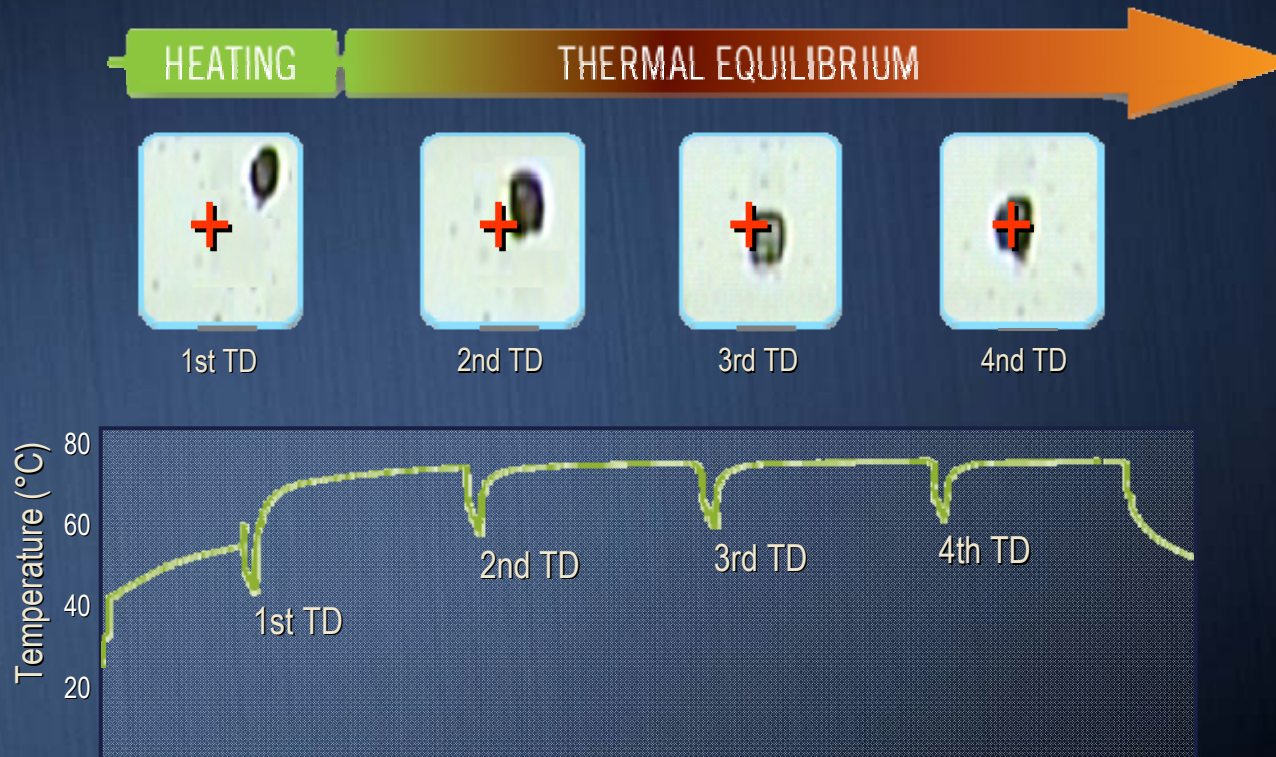 HEATING
THERMAL EQUILIBRIUM
1st TD
2nd TD
3rd TD
4nd TD
Temperature (°C)
80
60
40
20
1st TD
2nd TD
3rd TD
4th TD